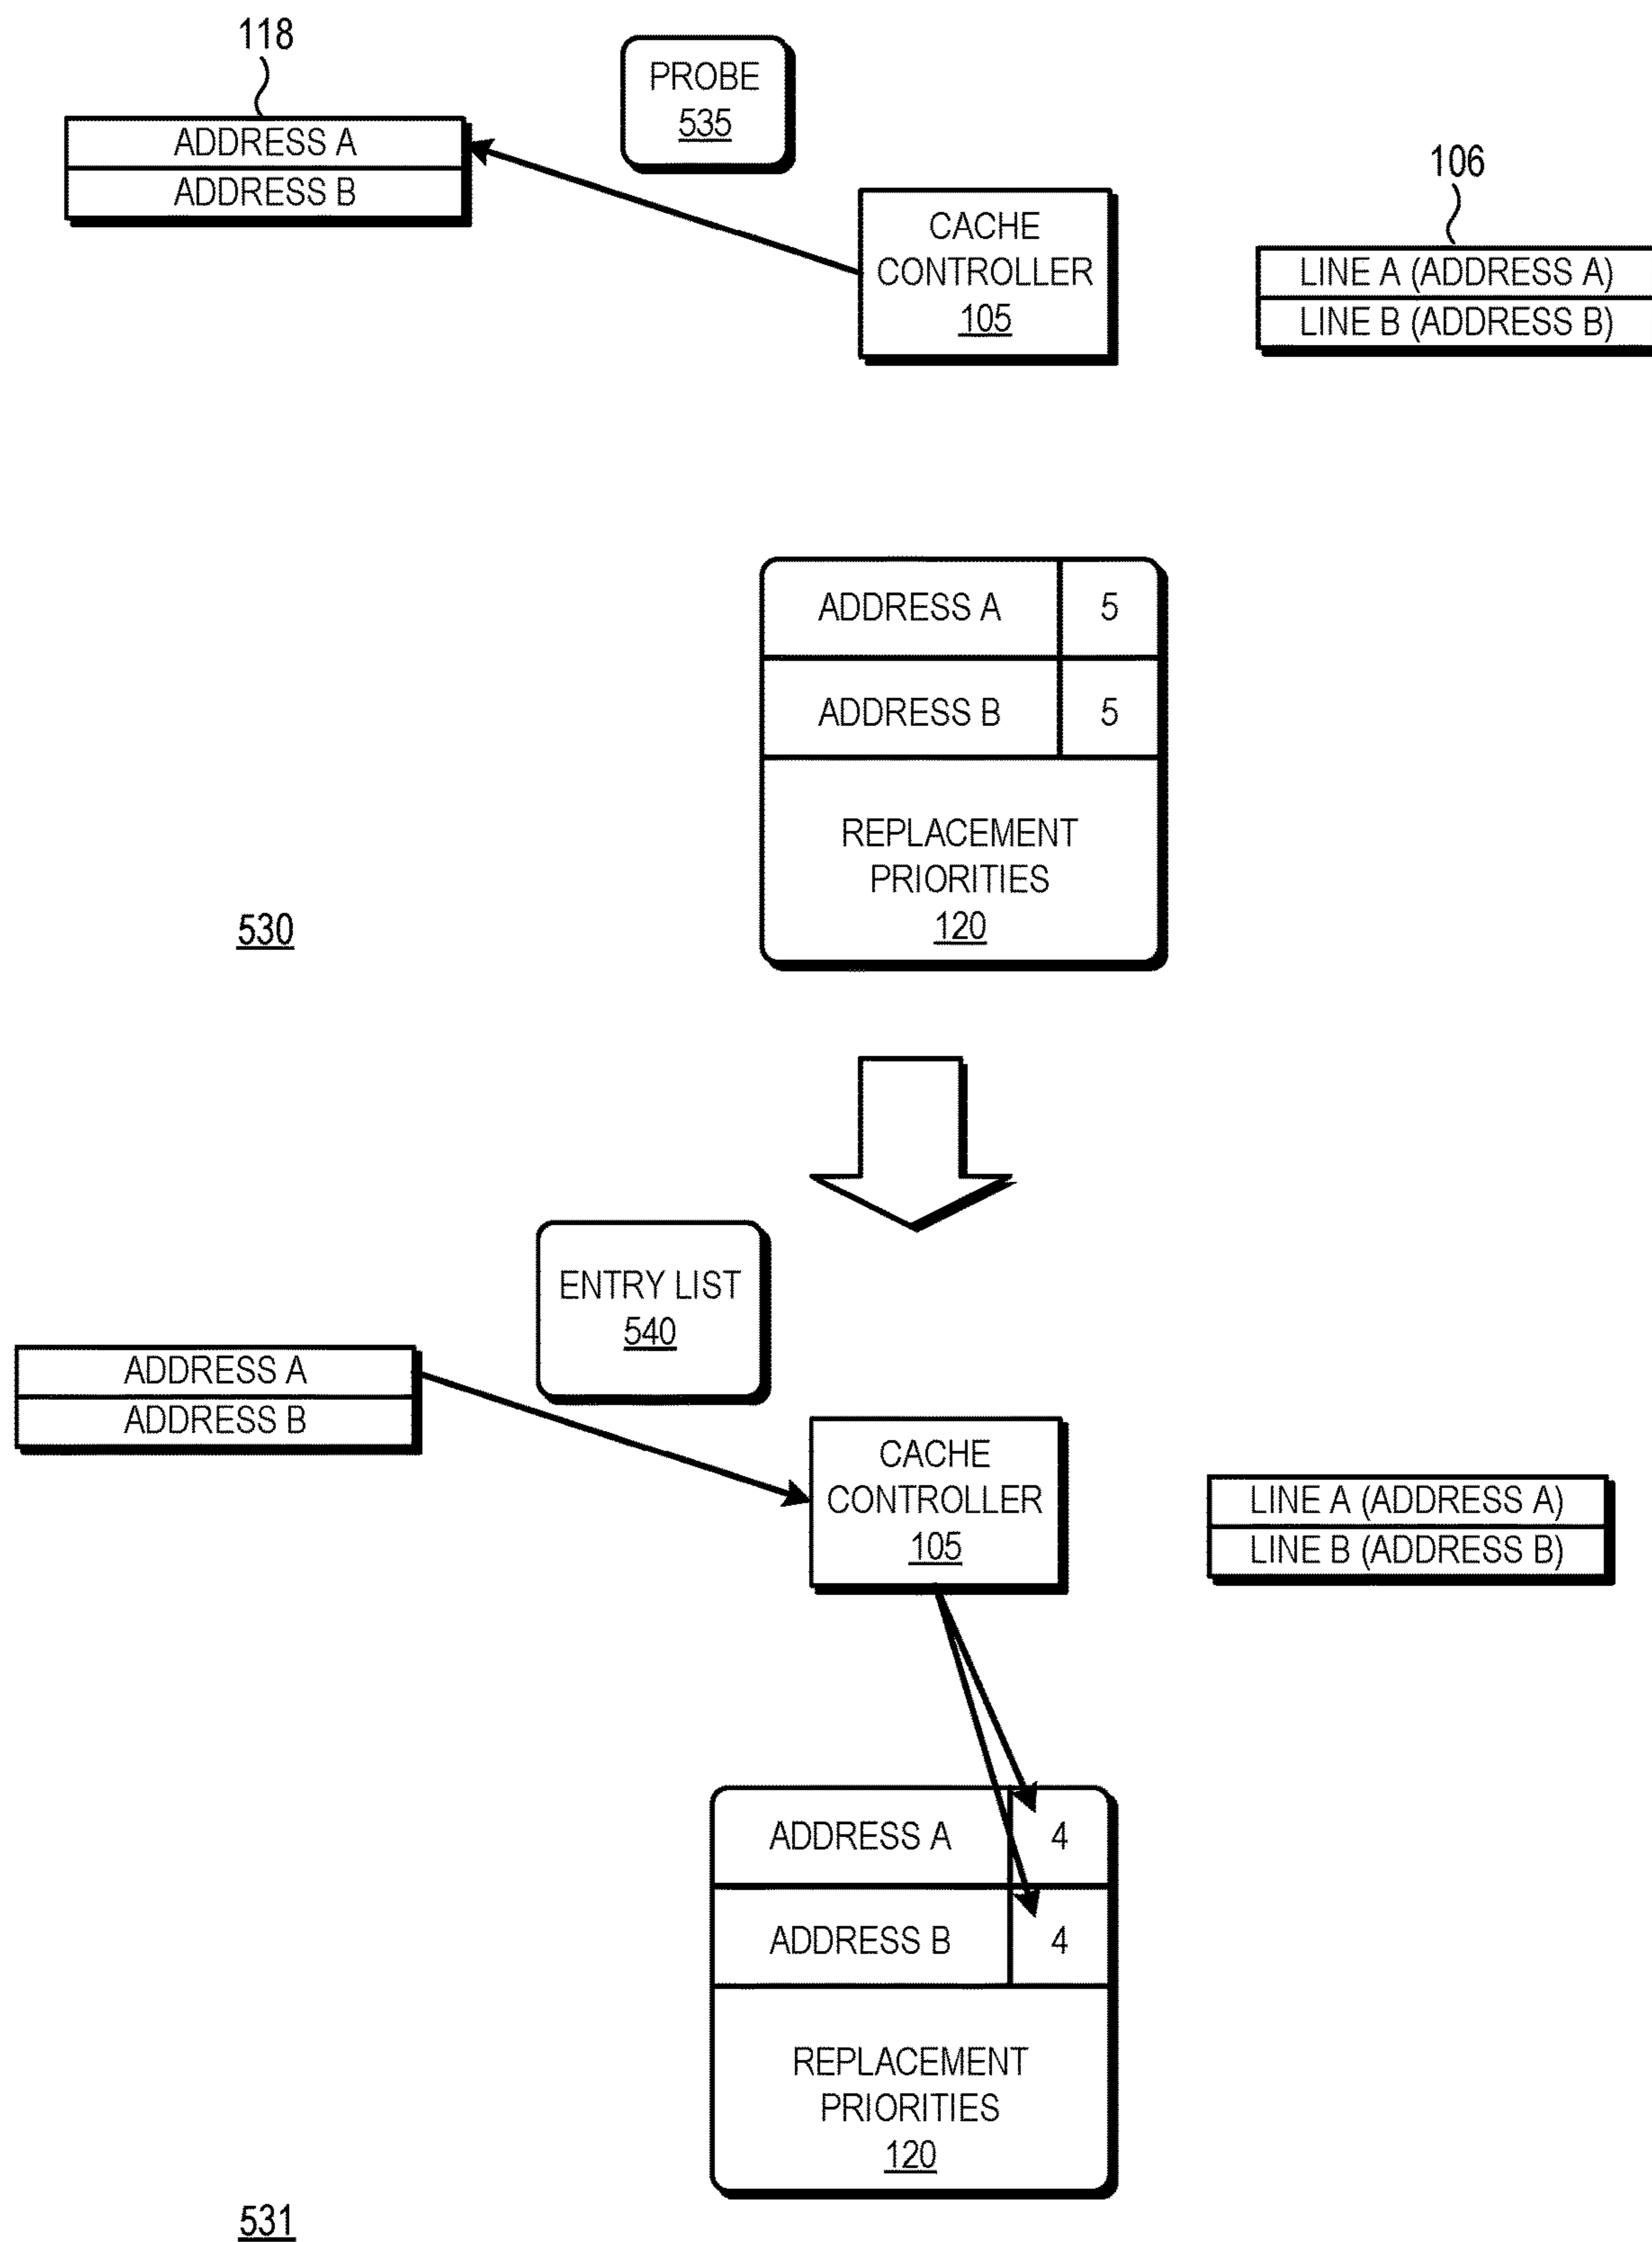 118
PROBE
535
ADDRESS A
ADDRESS B
106
CACHE
CONTROLLER
105
LINE A (ADDRESS A)
LINE B (ADDRESS B)
ADDRESS A 5
ADDRESS B 5
REPLACEMENT
PRIORITIES
120
530
ENTRY LIST
540
ADDRESS A
ADDRESS B
CACHE
CONTROLLER
105
LINE A (ADDRESS A)
LINE B (ADDRESS B)
ADDRESS A 4
ADDRESS B 4
REPLACEMENT
PRIORITIES
120
531